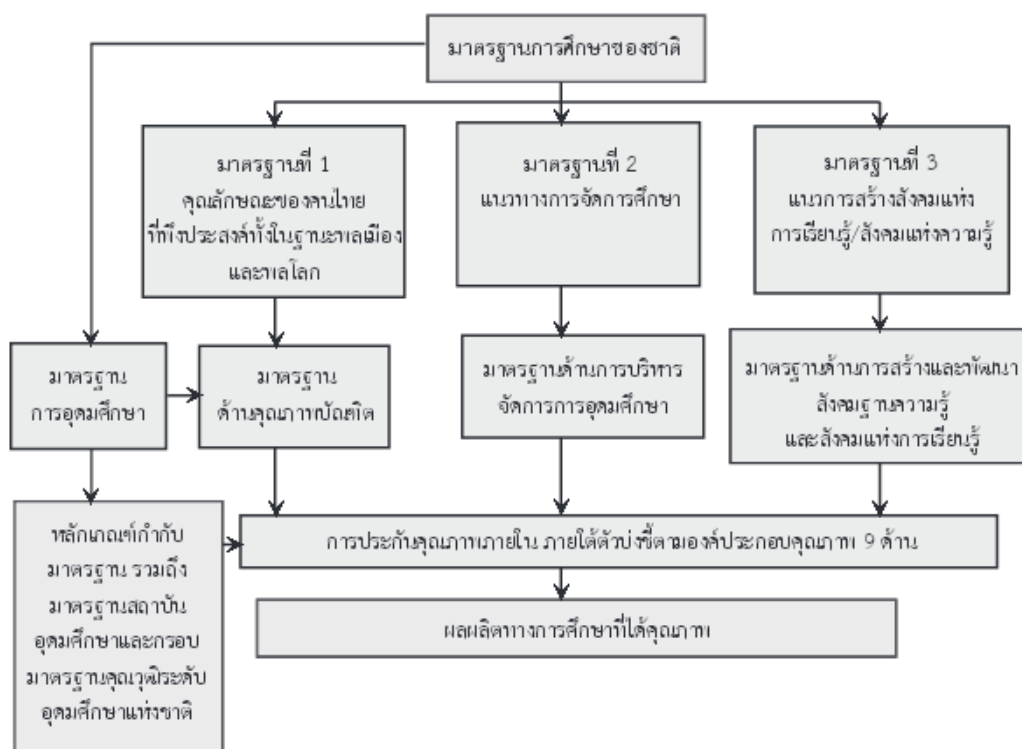 มาตรฐานการศึกษาของชาติ
มาตรฐานที่ 1
คุณลักษณะของคนไทย
ที่พึงประสงค์ทั้งในฐานะพลเมือง
และพลโลก
มาตรฐานที่ 2
แนวทางการจัดการศึกษา
มาตรฐานที่ 3
แนวการสร้างสังคมแห่ง
การเรียนรู้/สังคมแห่งความรู้
มาตรฐาน
การอุดมศึกษา
มาตรฐาน
ด้านคุณภาพบัณฑิต
มาตรฐานด้านการบริหาร
จัดการการอุดมศึกษา
มาตรฐานด้านการสร้างและพัฒนา
สังคมฐานความรู้
และสังคมแห่งการเรียนรู้
หลักเกณฑ์กำกับ
มาตรฐาน รวมถึง
มาตรฐานสถาบัน
อุดมศึกษาและกรอบ
มาตรฐานคุณวุฒิระดับ
อุดมศึกษาแห่งชาติ
การประกันคุณภาพภายใน ภายใต้ตัวบ่งชี้ตามองค์ประกอบคุณภาพ 9 ด้าน
ผลผลิตทางการศึกษาที่ได้คุณภาพ